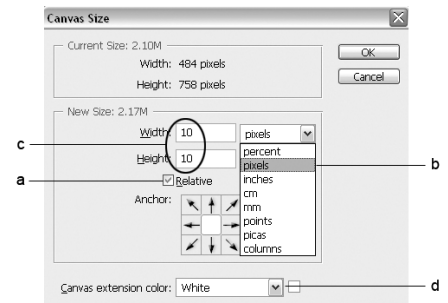 Canvas Size
Current Size: 2.10M
OK
Width: 484 pixels
Height: 758 pixels
Cancel
New Size: 2.17M
Width: 10 pixels
c
percent
Height: 10
pixels
b
a
Relative
inches
cm
Anchor:
mm
points
picas
columns
Canvas extension color: White
d